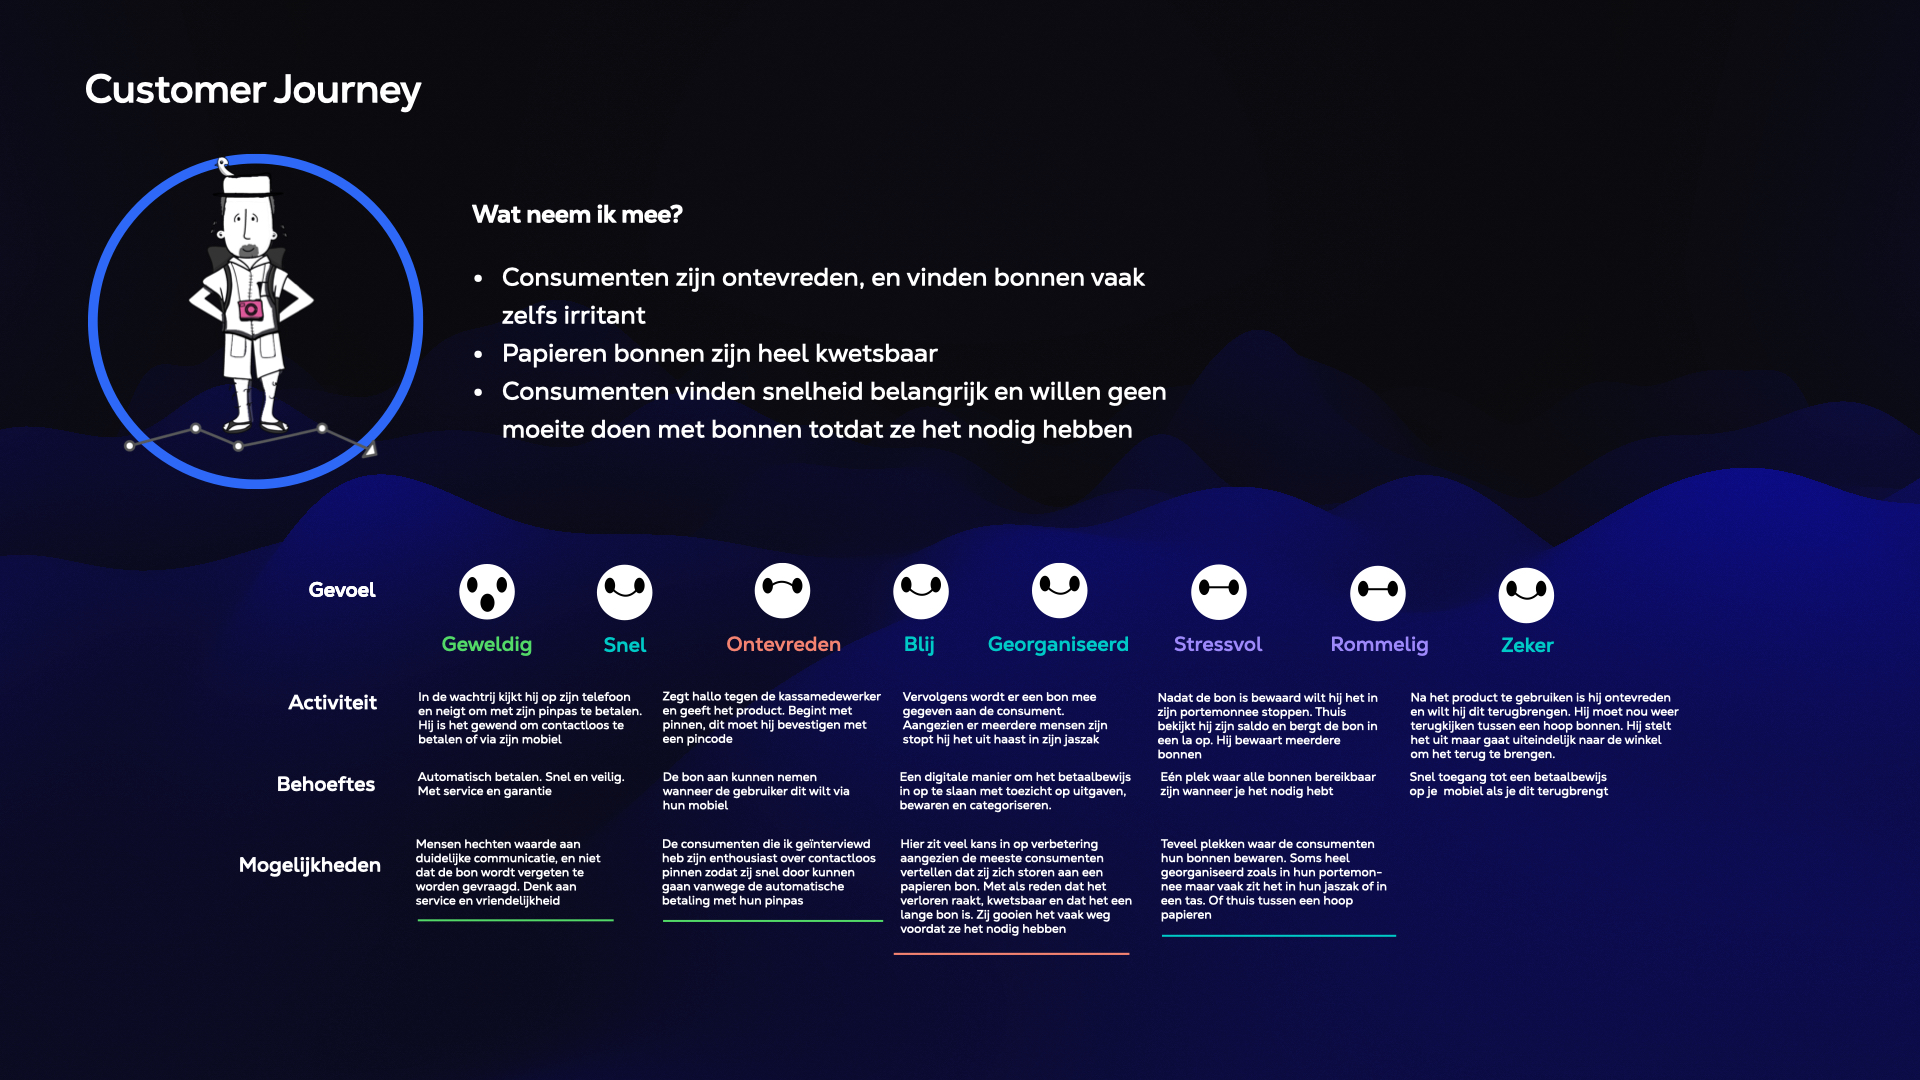 Customer Journey
Wat neem ik mee?
• Consumenten zijn ontevreden, en vinden bonnen vaak
zelfs irritant
• Papieren bonnen zijn heel kwetsbaar
• Consumenten vinden snelheid belangrijk en willen geen
moeite doen met bonnen totdat ze het nodig hebben
Gevoel
Geweldig
Snel
Ontevreden
Blij
Georganiseerd
Stressvol
Rommelig
Zeker
Activiteit
In de wachtrij kijkt hij op zijn telefoon
en neigt om met zijn pinpas te betalen.
Hij is het gewend om contactloos te
betalen of via zijn mobiel
Zegt hallo tegen de kassamedewerker
en geeft het product. Begint met
pinnen, dit moet hij bevestigen met
een pincode
Vervolgens wordt er een bon mee
gegeven aan de consument.
Aangezien er meerdere mensen zijn
stopt hij het uit haast in zijn jaszak
Nadat de bon is bewaard wilt hij het in
zijn portemonnee stoppen. Thuis
bekijkt hij zijn saldo en bergt de bon in
een la op. Hij bewaart meerdere
bonnen
Na het product te gebruiken is hij ontevreden
en wilt hij dit terugbrengen. Hij moet nou weer
terugkijken tussen een hoop bonnen. Hij stelt
het uit maar gaat uiteindelijk naar de winkel
om het terug te brengen.
Behoeftes
Automatisch betalen. Snel en veilig.
Met service en garantie
De bon aan kunnen nemen
wanneer de gebruiker dit wilt via
hun mobiel
Een digitale manier om het betaalbewijs
in op te slaan met toezicht op uitgaven,
bewaren en categoriseren.
Eén plek waar alle bonnen bereikbaar
zijn wanneer je het nodig hebt
Snel toegang tot een betaalbewijs
op je mobiel als je dit terugbrengt
Mogelijkheden
Mensen hechten waarde aan
duidelijke communicatie, en niet
dat de bon wordt vergeten te
worden gevraagd. Denk aan
service en vriendelijkheid
De consumenten die ik geïnterviewd
heb zijn enthousiast over contactloos
pinnen zodat zij snel door kunnen
gaan vanwege de automatische
betaling met hun pinpas
Hier zit veel kans in op verbetering
aangezien de meeste consumenten
vertellen dat zij zich storen aan een
papieren bon. Met als reden dat het
verloren raakt, kwetsbaar en dat het een
lange bon is. Zij gooien het vaak weg
voordat ze het nodig hebben
Teveel plekken waar de consumenten
hun bonnen bewaren. Soms heel
georganiseerd zoals in hun portemon-
nee maar vaak zit het in hun jaszak of in
een tas. Of thuis tussen een hoop
papieren